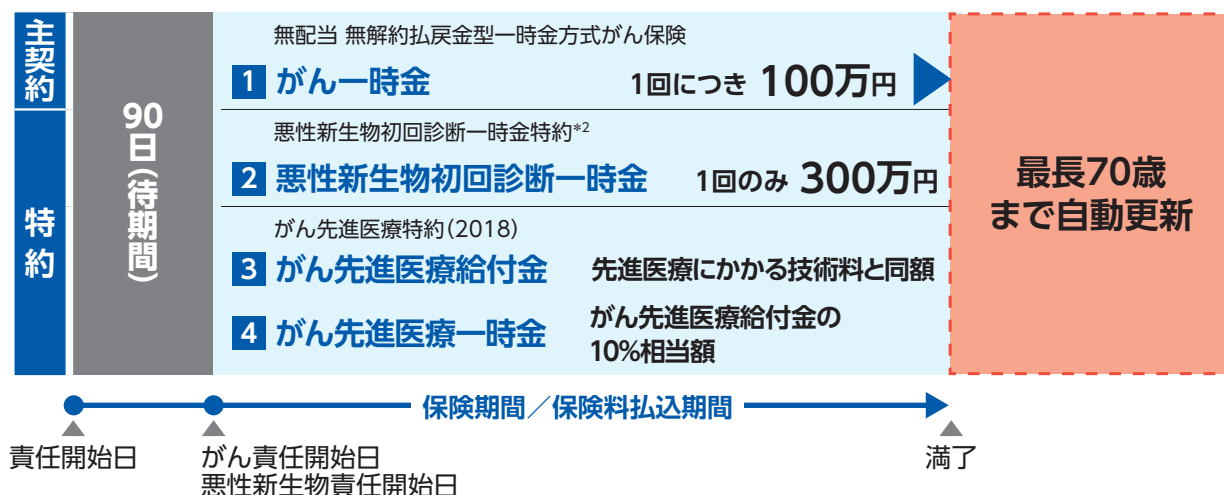 主契約
特約
90日(待期間)
無配当 無解約払戻金型一時金方式がん保険
1 がん一時金 1回につき 100万円
悪性新生物初回診断一時金特約*2
2 悪性新生物初回診断一時金 1回のみ 300万円
がん先進医療特約(2018)
3 がん先進医療給付金 先進医療にかかる技術料と同額
4 がん先進医療一時金 がん先進医療給付金の
10%相当額
最長70歳
まで自動更新
保険期間/保険料払込期間
責任開始日
がん責任開始日
悪性新生物責任開始日
満了